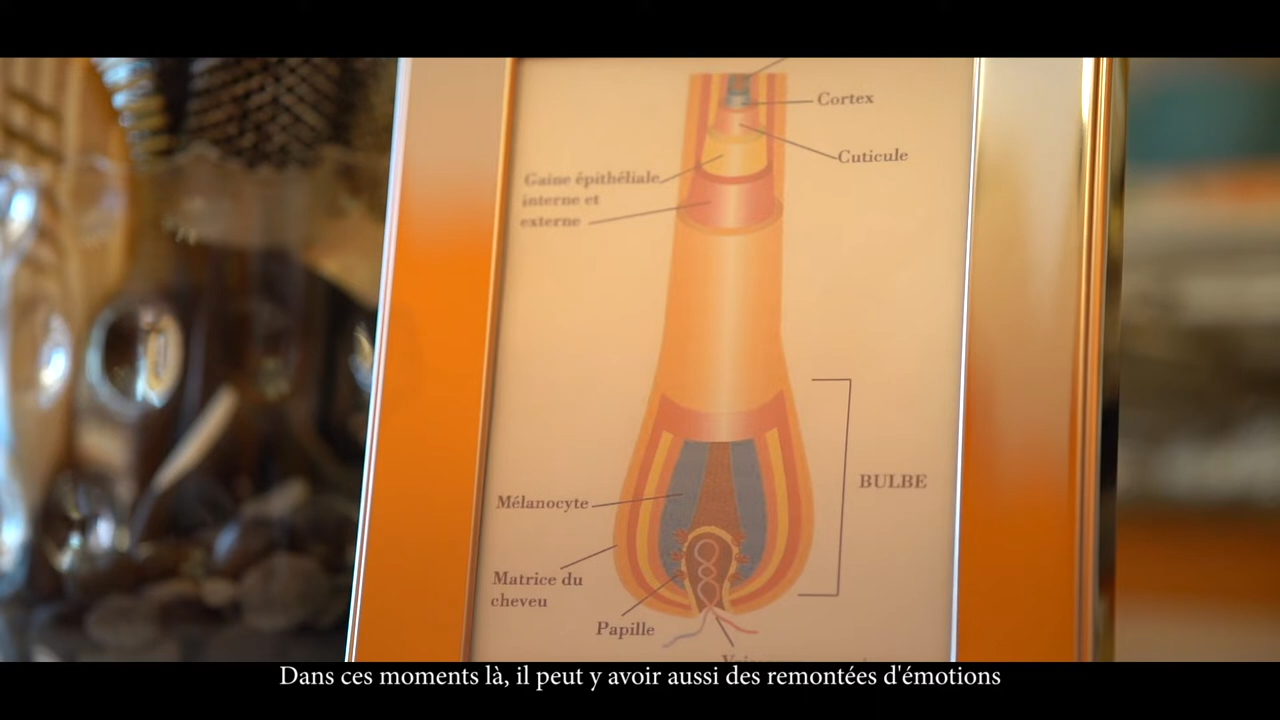 Cortex
Cuticule
Gaine épithéliale
interne et
externe
BULBE
Mélanocyte
Matrice du
cheveu
Papille
Dans ces moments là, il peut y avoir aussi des remontées d'émotions